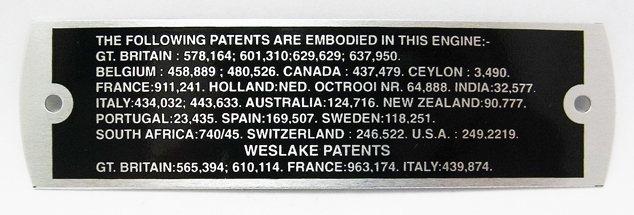 THE FOLLOWING PATENTS ARE EMBODIED IN THIS ENGINE:-
GT. BRITAIN : 578,164; 601,310;629,629; 637,950.
BELGIUM : 458,889 ; 480,526. CANADA : 437,479. CEYLON : 3,490.
FRANCE:911,241. HOLLAND:NED. OCTROOI NR. 64,888. INDIA:32,577.
ITALY:434,032; 443,633. AUSTRALIA:124,716. NEW ZEALAND:90.777.
PORTUGAL:23,435. SPAIN:169,507. SWEDEN:118,251.
SOUTH AFRICA:740/45. SWITZERLAND : 246,522. U.S.A. : 249,2219.
WESLAKE PATENTS
GT. BRITAIN:565,394; 610,114. FRANCE:963,174. ITALY:439,874.